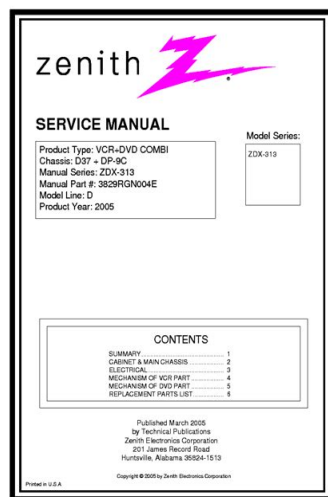 zenith
SERVICE MANUAL
Model Series:
Product Type: VCR+DVD COMBI
Chassis: D37 + DP-9C
Manual Series: ZDX-313
Manual Part #: 3829RGN004E
Model Line: D
Product Year: 2005
ZDX-313
CONTENTS
SUMMARY.............................. 1
CABINET & MAIN CHASSIS.............. 2
ELECTRICAL........................... 3
MECHANISM OF VCR PART.............. 4
MECHANISM OF DVD PART.............. 5
REPLACEMENT PARTS LIST............. 6
Published March 2005
by Technical Publications
Zenith Electronics Corporation
201 James Record Road
Huntsville, Alabama 35824-1513
Copyright © 2005 by Zenith Electronics Corporation
Printed in U.S.A